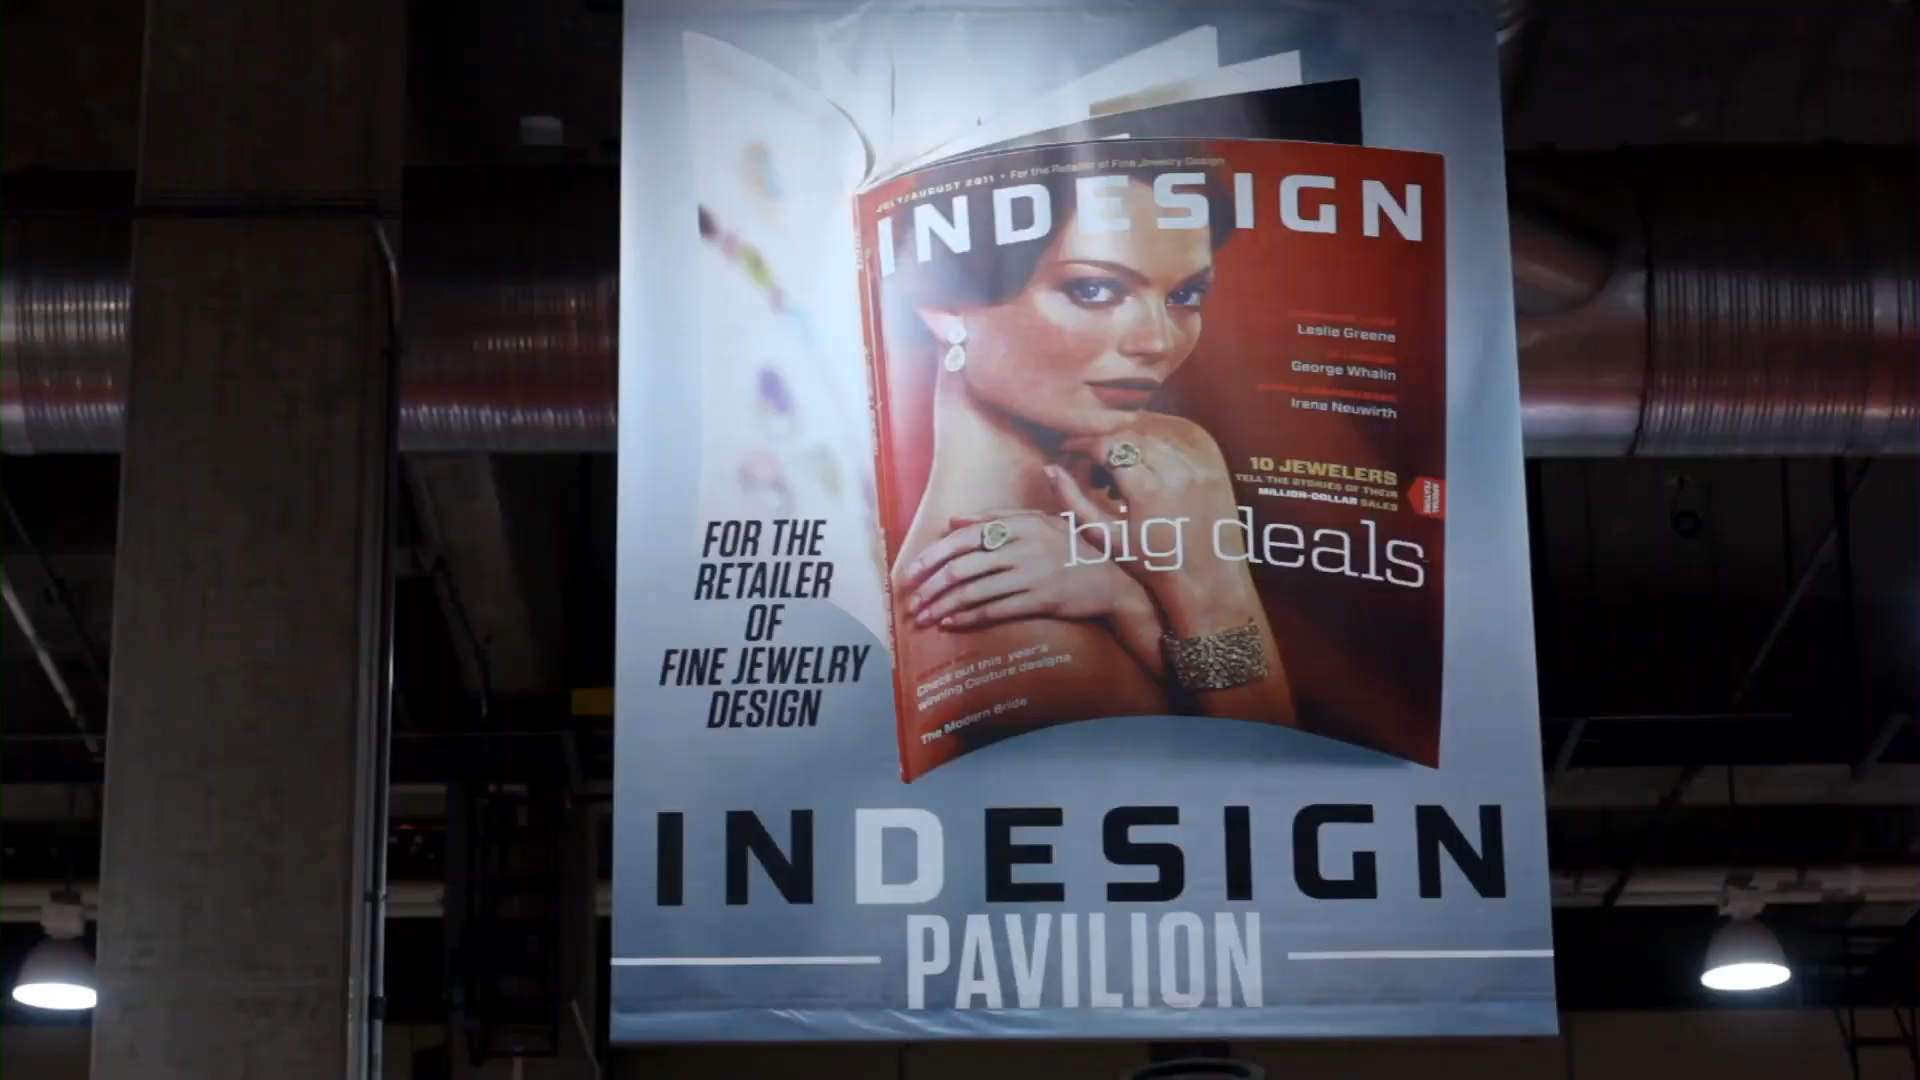 JULY/AUGUST 2011 • For the Retailer of Fine Jewelry Design
INDESIGN
Leslie Greene
George Whalin
Irene Neuwirth
10 JEWELERS
TELL THE STORIES OF THEIR
MILLION-DOLLAR SALES
SPECIAL
FEATURE
big deals
Check out this year's
winning Couture designs
The Modern Bride
FOR THE
RETAILER
OF
FINE JEWELRY
DESIGN
INDESIGN
PAVILION